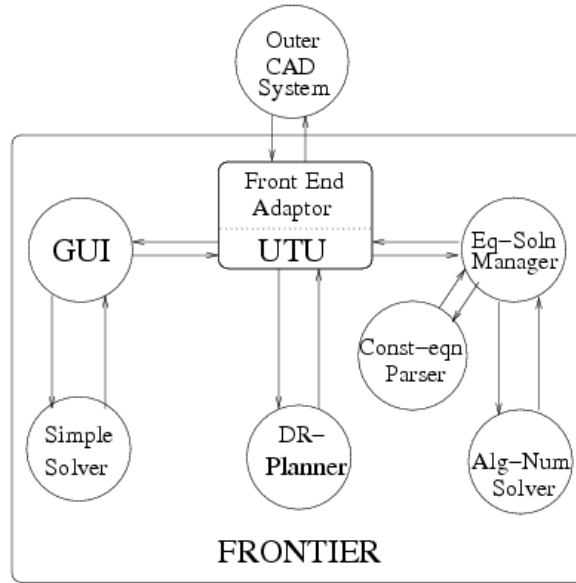 Outer
CAD
System
Front End
Adaptor
UTU
GUI
Eq-Soln
Manager
Const-eqn
Parser
Simple
Solver
DR-
Planner
Alg-Num
Solver
FRONTIER